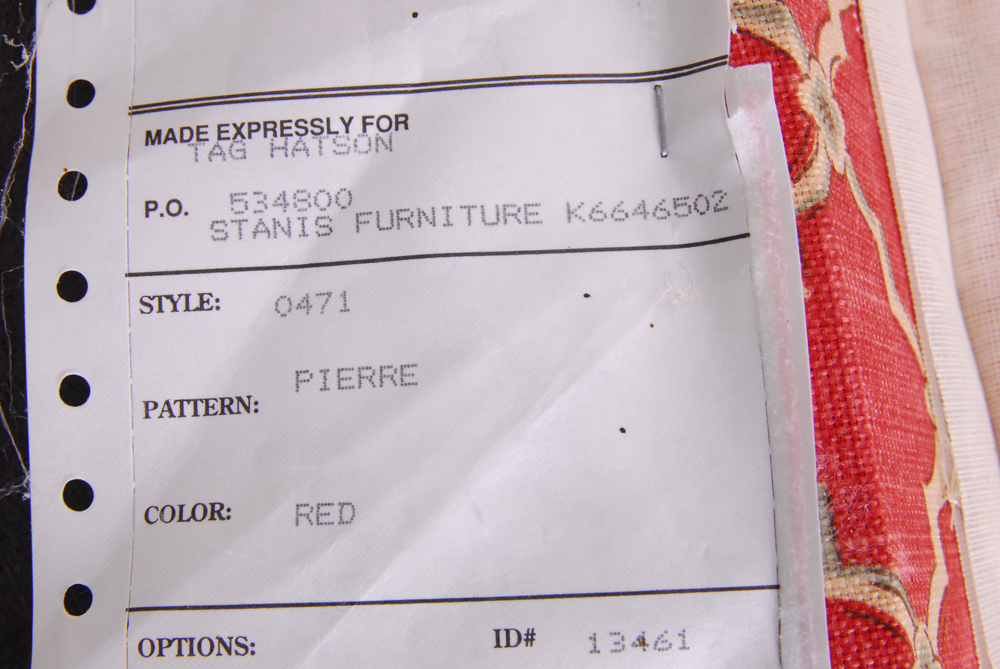 MADE EXPRESSLY FOR
TAG HATSON
P.O. 534800
STANIS FURNITURE K6646502
STYLE: 0471
PATTERN: PIERRE
COLOR: RED
OPTIONS: ID# 13461